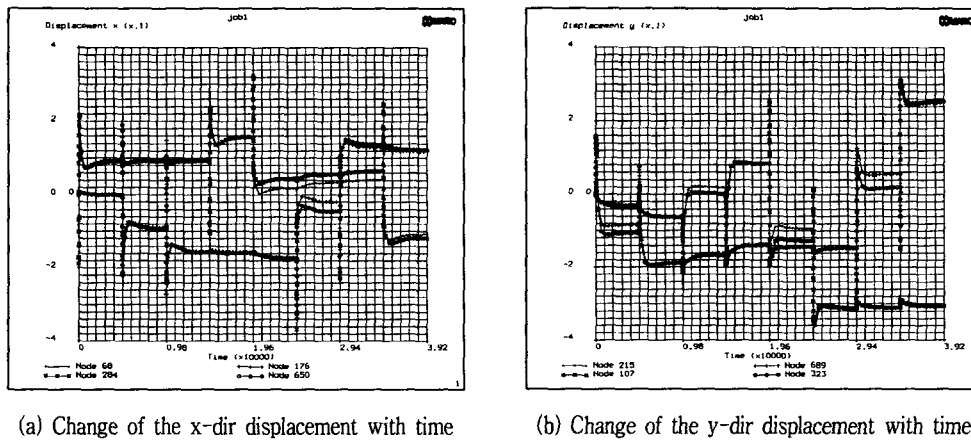 job1
Displacement x (x.1)
4
2
0
-2
-4
0 0.98 1.96 2.94 3.92
Time (x10000)
Node 68 Node 176
Node 284 Node 650
1
job1
Displacement y (x.1)
4
2
0
-2
-4
0 0.98 1.96 2.94 3.92
Time (x10000)
Node 215 Node 689
Node 107 Node 323
(a) Change of the x-dir displacement with time
(b) Change of the y-dir displacement with time